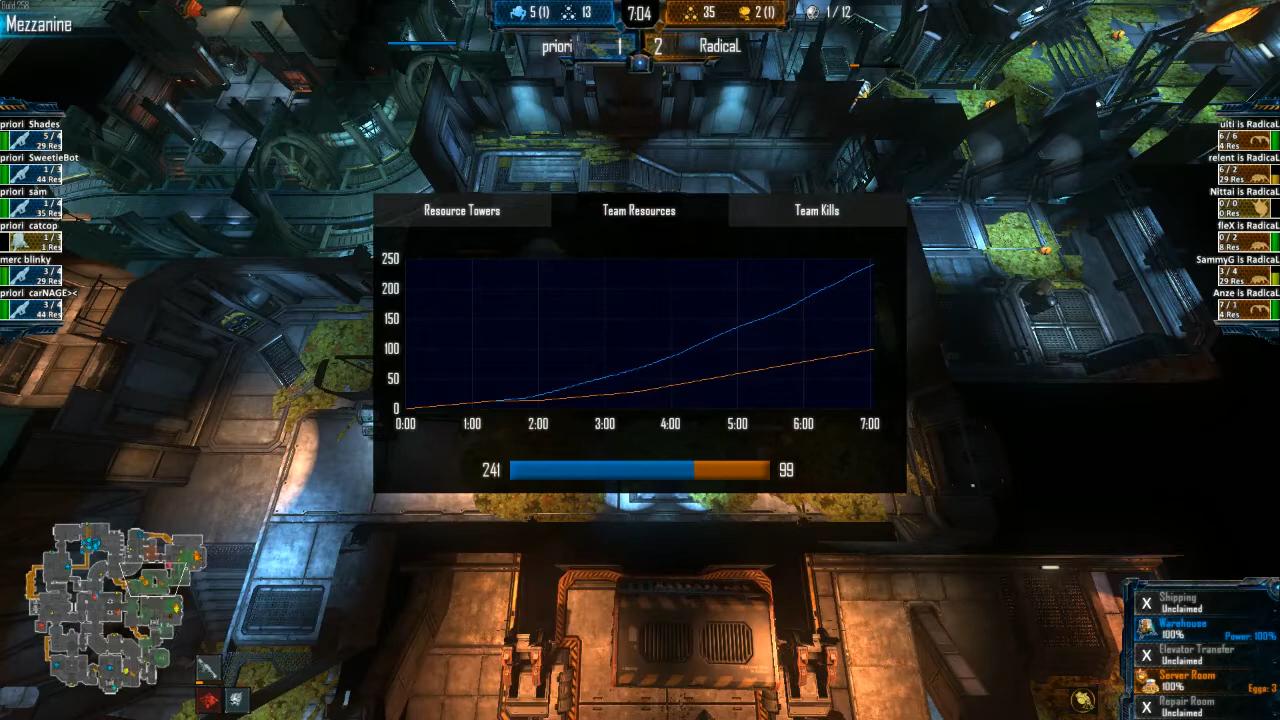 Build 258
Mezzanine
5 (1) 13 7:04 35 2 (1) 1 / 12
priori 1 2 RadicaL
priori Shades
5 /
29 Res
priori SweetieBot
1 / 3
44 Res
priori sám
1 / 4
35 Res
priori catcop
1 / 3
1 Res
merc blinky
3 / 4
29 Res
priori carNAGE><
3 / 4
44 Res
uiti is RadicaL
6 / 6
4 Res
relent is RadicaL
6 / 2
29 Res
Nittai is RadicaL
0 / 0
0 Res
fleX is RadicaL
0 / 2
8 Res
SammyG is RadicaL
3 / 4
29 Res
Anze is RadicaL
7 / 1
4 Res
Resource Towers Team Resources Team Kills
250
200
150
100
50
0
0:00 1:00 2:00 3:00 4:00 5:00 6:00 7:00
241 99
X Shipping
Unclaimed
Warehouse
100% Power: 100%
X Elevator Transfer
Unclaimed
Server Room
100% Eggs: 3
X Repair Room
Unclaimed